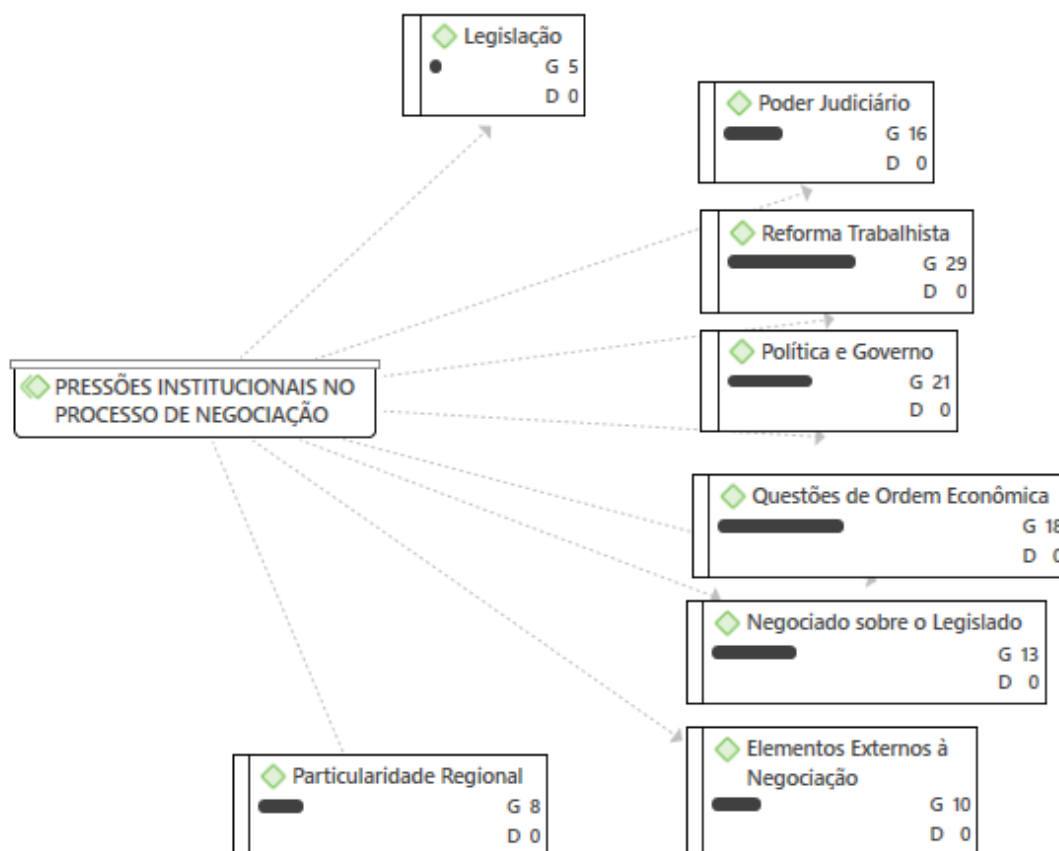 Legislação
G 5
D 0
Poder Judiciário
G 16
D 0
Reforma Trabalhista
G 29
D 0
Política e Governo
G 21
D 0
PRESSÕES INSTITUCIONAIS NO
PROCESSO DE NEGOCIAÇÃO
Questões de Ordem Econômica
G 18
D 0
Negociado sobre o Legislado
G 13
D 0
Elementos Externos à
Negociação
G 10
D 0
Particularidade Regional
G 8
D 0